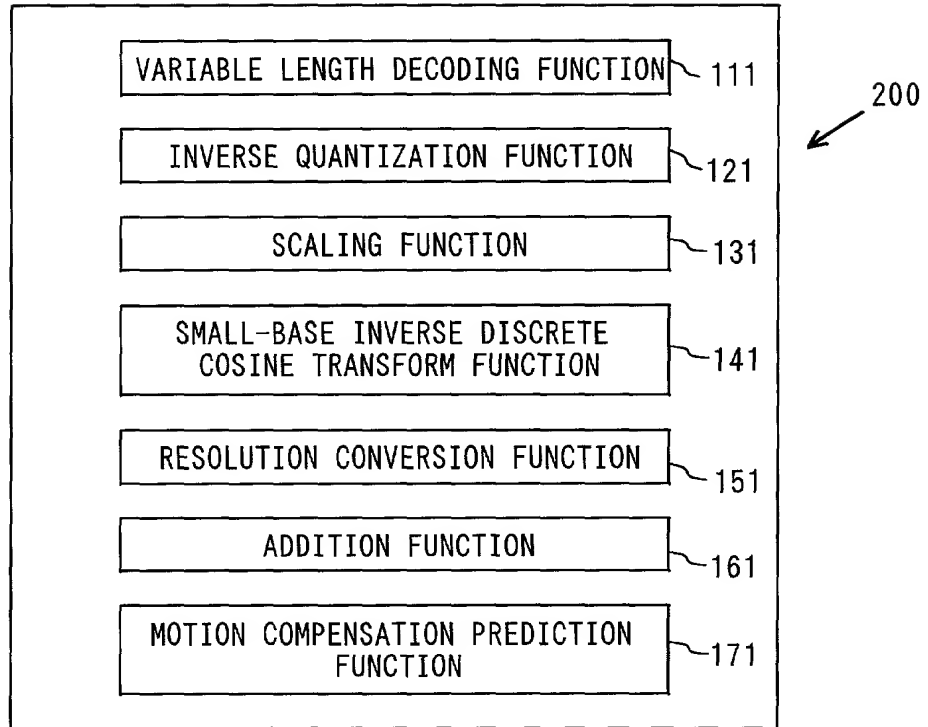 VARIABLE LENGTH DECODING FUNCTION 111
200
INVERSE QUANTIZATION FUNCTION 121
SCALING FUNCTION 131
SMALL-BASE INVERSE DISCRETE
COSINE TRANSFORM FUNCTION 141
RESOLUTION CONVERSION FUNCTION 151
ADDITION FUNCTION 161
MOTION COMPENSATION PREDICTION
FUNCTION 171